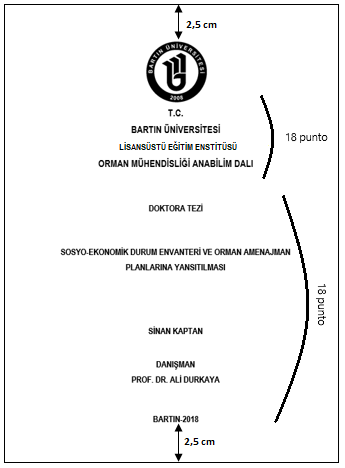 2,5 cm
BARTIN ÜNİVERSİTESİ
2008
T.C.
BARTIN ÜNİVERSİTESİ
LİSANSÜSTÜ EĞİTİM ENSTİTÜSÜ
ORMAN MÜHENDİSLİĞİ ANABİLİM DALI
18 punto
DOKTORA TEZİ
SOSYO-EKONOMİK DURUM ENVANTERİ VE ORMAN AMENAJMAN
PLANLARINA YANSITILMASI
18 punto
SİNAN KAPTAN
DANIŞMAN
PROF. DR. ALİ DURKAYA
BARTIN-2018
2,5 cm